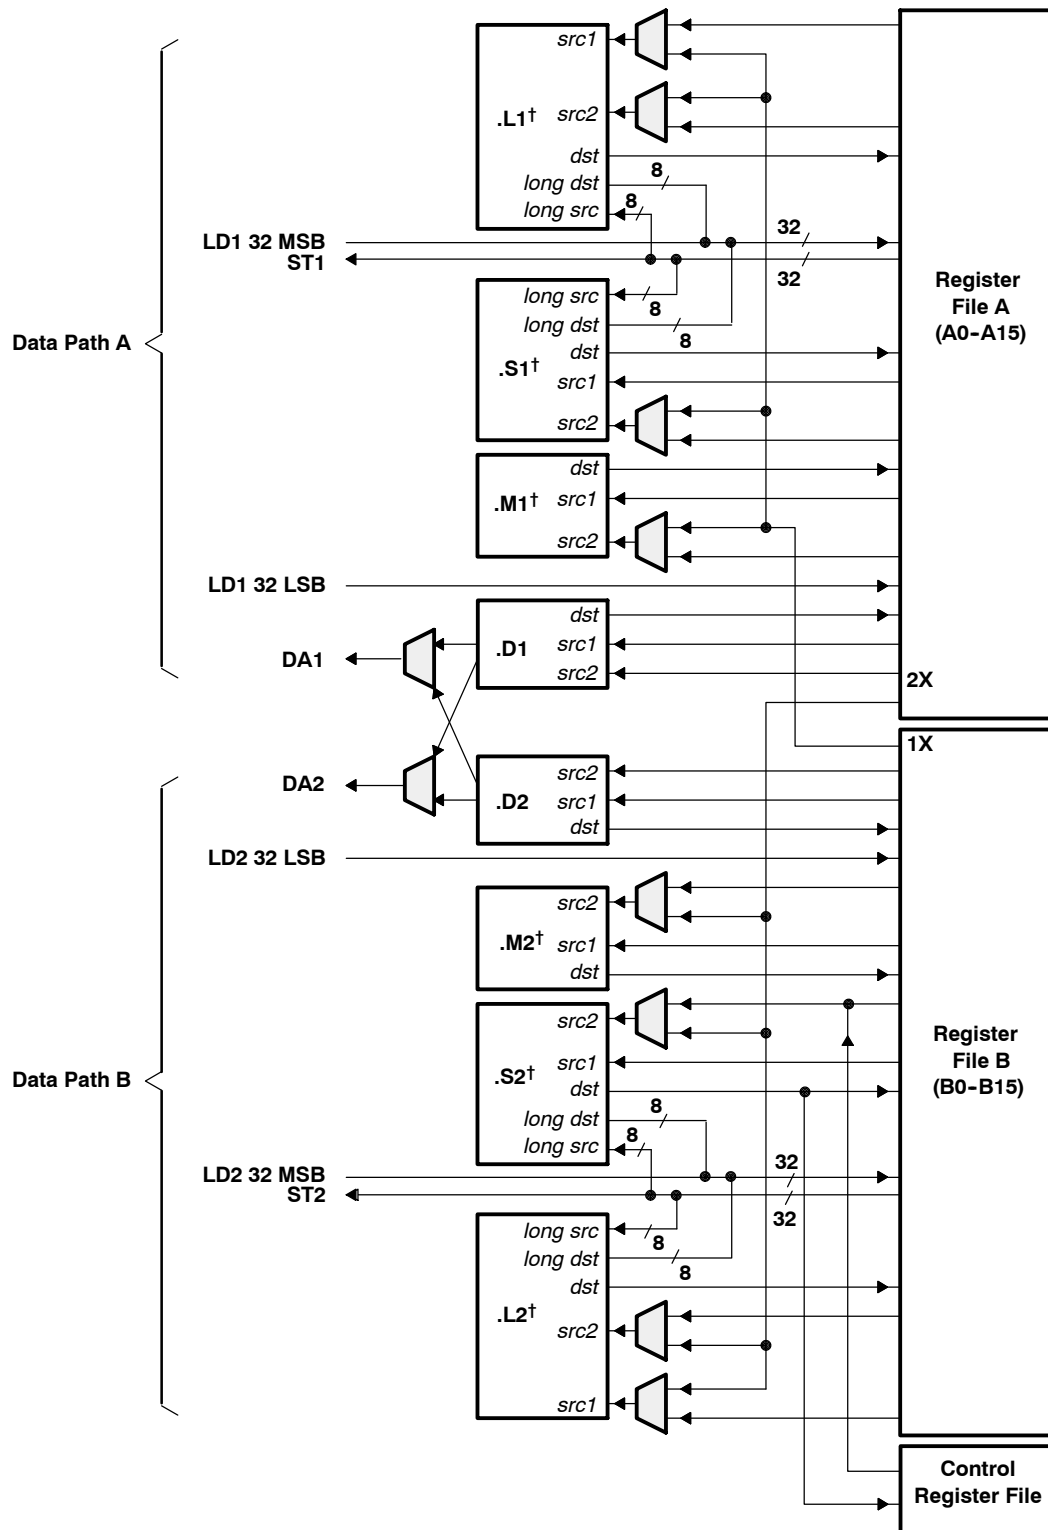 src1
.L1†
src2
dst
8
long dst
8
long src
LD1 32 MSB
32
ST1
32
Register
File A
(A0-A15)
long src
8
long dst
8
Data Path A
dst
.S1†
src1
src2
dst
.M1†
src1
src2
LD1 32 LSB
dst
.D1
src1
DA1
src2
2X
1X
DA2
src2
.D2
src1
dst
LD2 32 LSB
src2
.M2†
src1
dst
src2
Register
File B
(B0-B15)
src1
.S2†
Data Path B
dst
8
long dst
8
long src
LD2 32 MSB
32
ST2
32
long src
8
long dst
8
dst
.L2†
src2
src1
Control
Register File